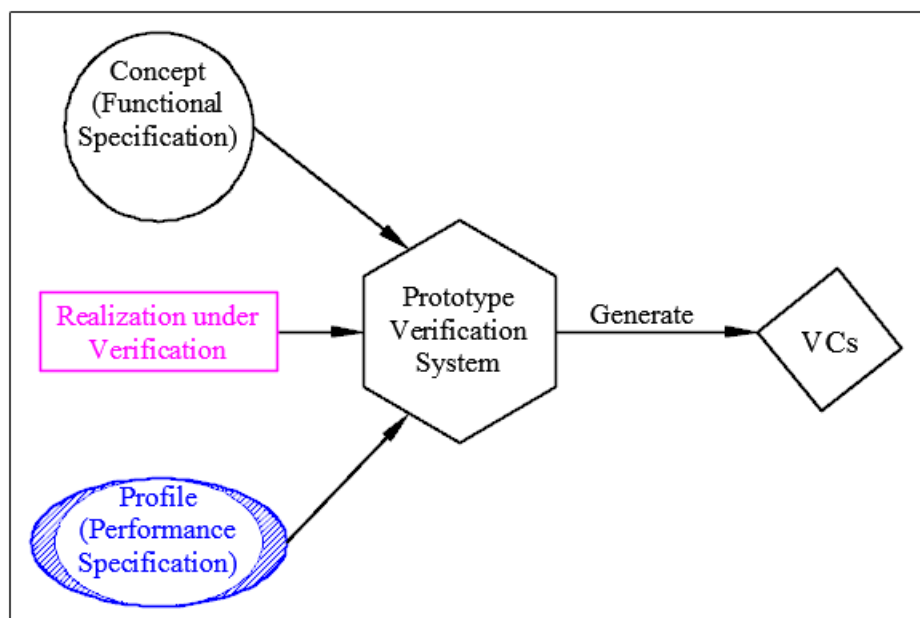 Concept
(Functional
Specification)
Realization under
Verification
Profile
(Performance
Specification)
Prototype
Verification
System
Generate
VCs